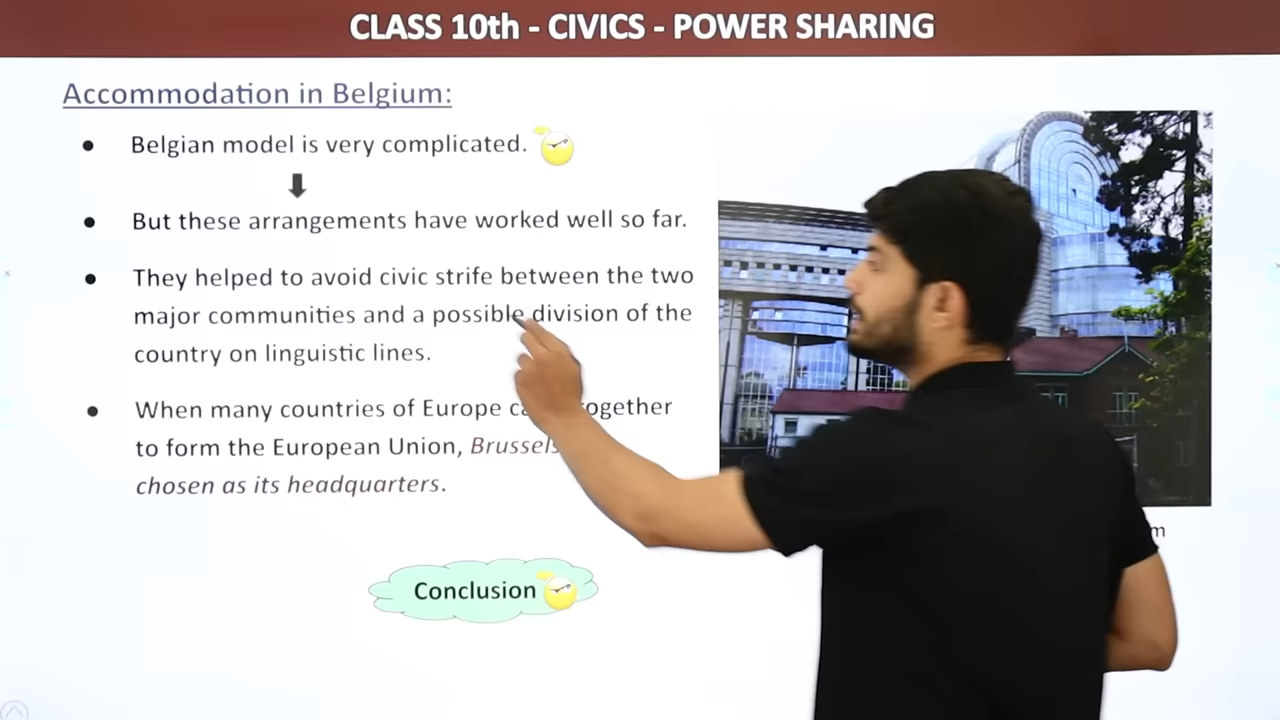 CLASS 10th - CIVICS - POWER SHARING
Accommodation in Belgium:
• Belgian model is very complicated.
• But these arrangements have worked well so far.
• They helped to avoid civic strife between the two
major communities and a possible division of the
country on linguistic lines.
• When many countries of Europe together
to form the European Union, Brussels
chosen as its headquarters.
Conclusion